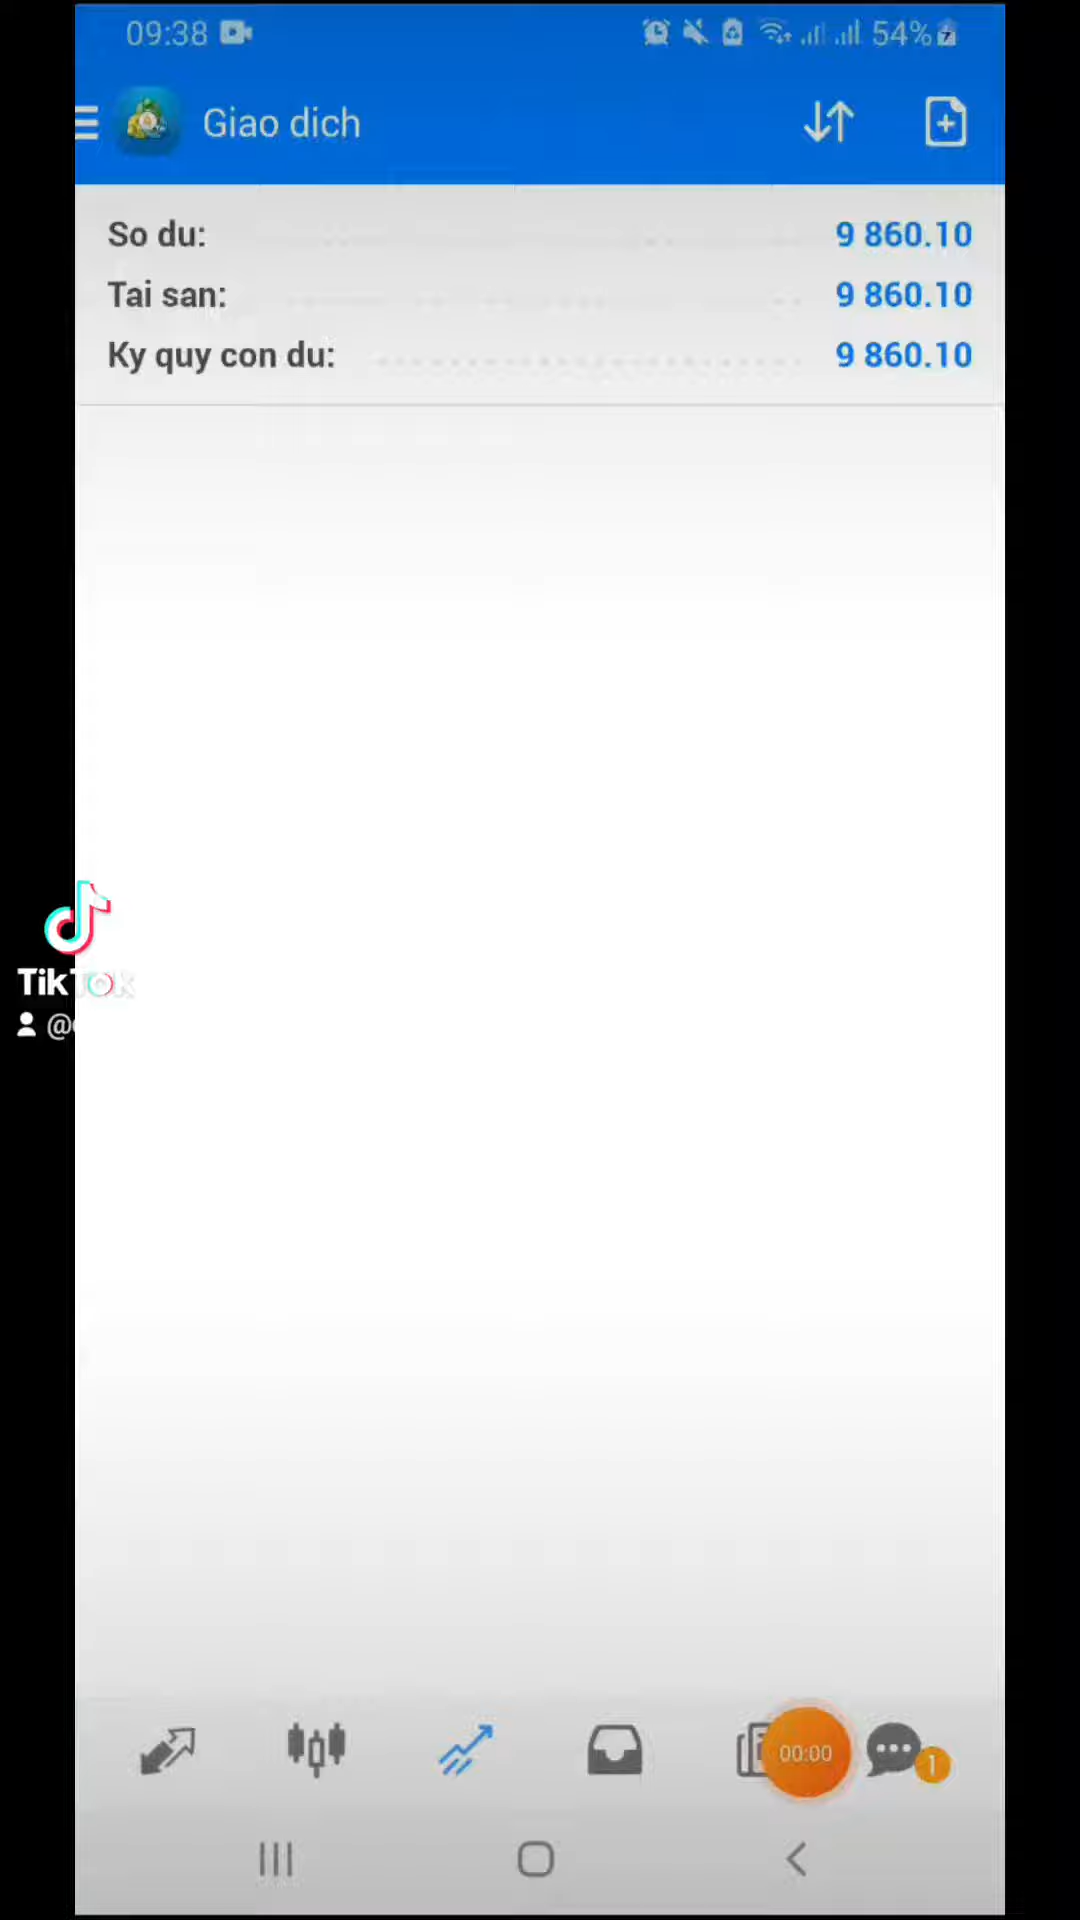 09:38
54%
Giao dich
So du: 9 860.10
Tai san: 9 860.10
Ky quy con du: 9 860.10
TikTok
@
00:00
1